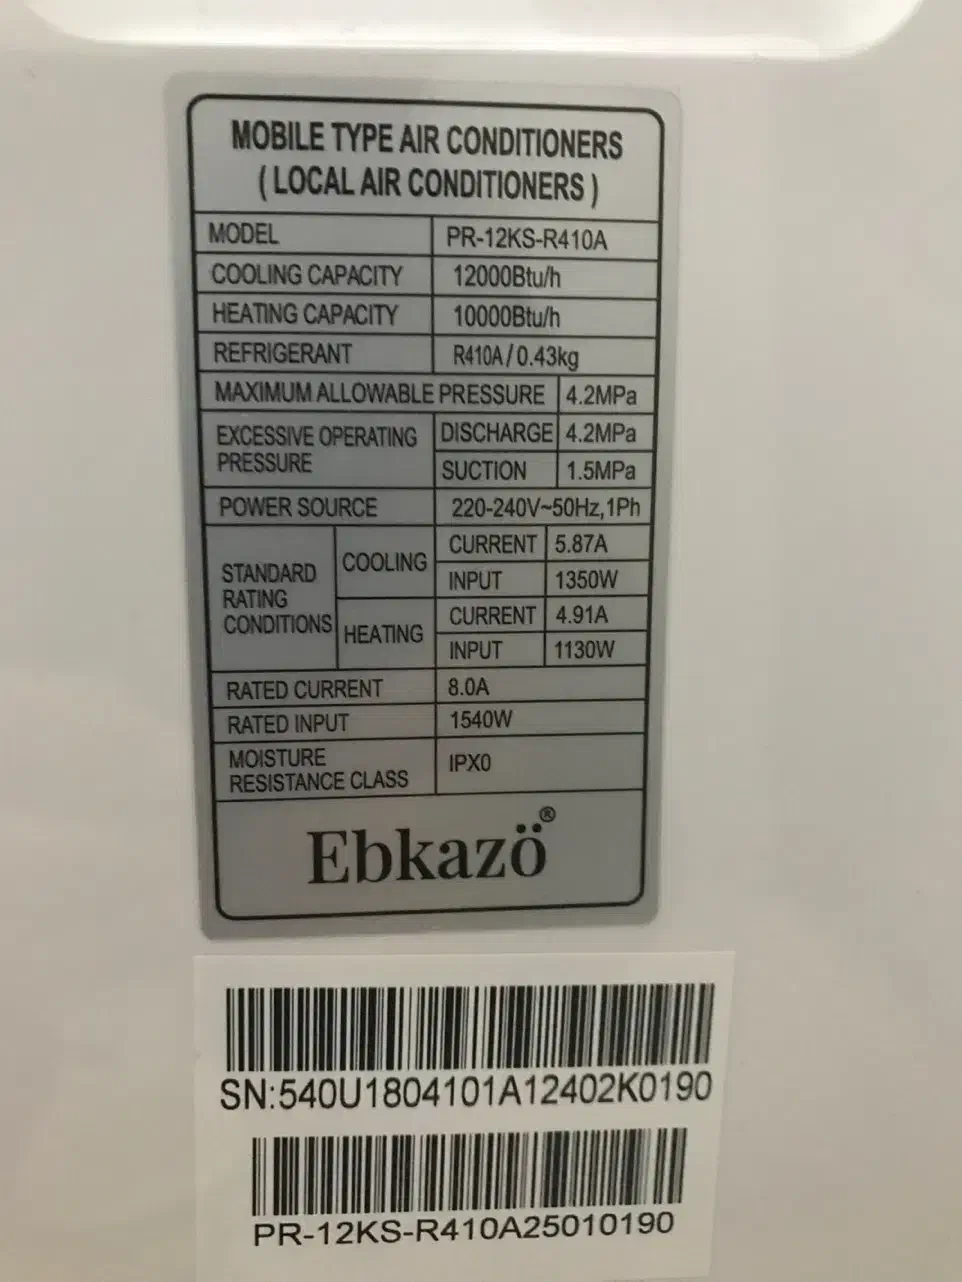 MOBILE TYPE AIR CONDITIONERS
( LOCAL AIR CONDITIONERS )
MODEL PR-12KS-R410A
COOLING CAPACITY 12000Btu/h
HEATING CAPACITY 10000Btu/h
REFRIGERANT R410A/0.43kg
MAXIMUM ALLOWABLE PRESSURE 4.2MPa
EXCESSIVE OPERATING PRESSURE DISCHARGE 4.2MPa
SUCTION 1.5MPa
POWER SOURCE 220-240V~50Hz,1Ph
STANDARD RATING CONDITIONS COOLING CURRENT 5.87A
INPUT 1350W
HEATING CURRENT 4.91A
INPUT 1130W
RATED CURRENT 8.0A
RATED INPUT 1540W
MOISTURE RESISTANCE CLASS IPX0
Ebkazö®
SN:540U1804101A12402K0190
PR-12KS-R410A25010190